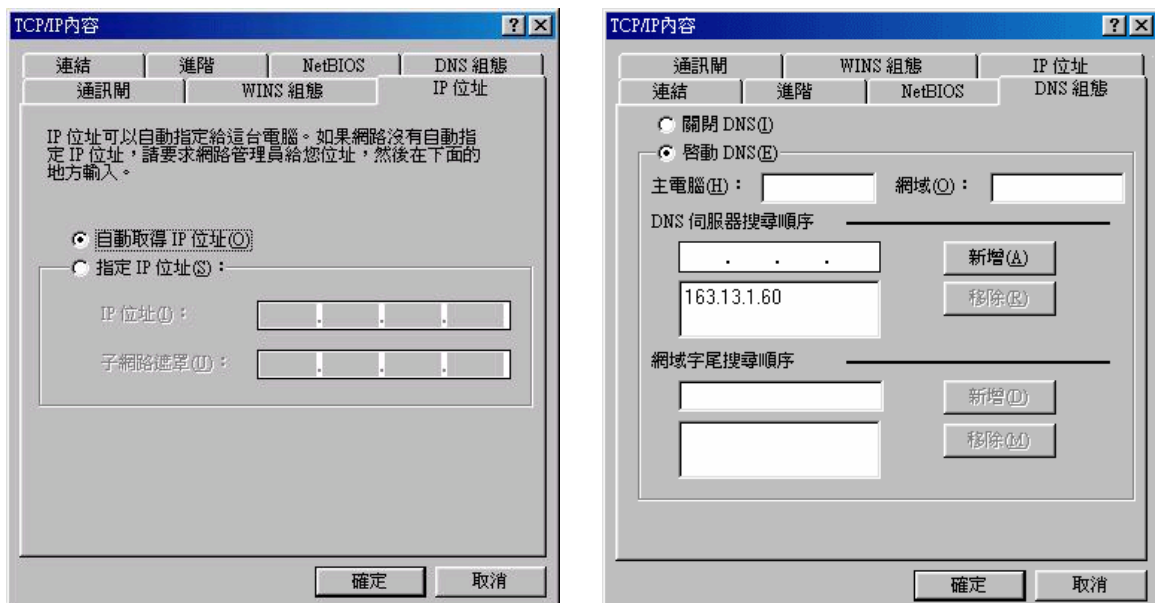 TCP/IP內容
連結 進階 NetBIOS DNS 組態
通訊閘 WINS 組態 IP 位址
IP 位址可以自動指定給這台電腦。如果網路沒有自動指
定 IP 位址，請要求網路管理員給您位址，然後在下面的
地方輸入。
自動取得 IP 位址(O)
指定 IP 位址(S)：
IP 位址(I)：
子網路遮罩(U)：
確定 取消
TCP/IP內容
通訊閘 WINS 組態 IP 位址
連結 進階 NetBIOS DNS 組態
關閉 DNS(I)
啓動 DNS(E)
主電腦(H)： 網域(O)：
DNS 伺服器搜尋順序
新增(A)
163.13.1.60 移除(R)
網域字尾搜尋順序
新增(D)
移除(M)
確定 取消